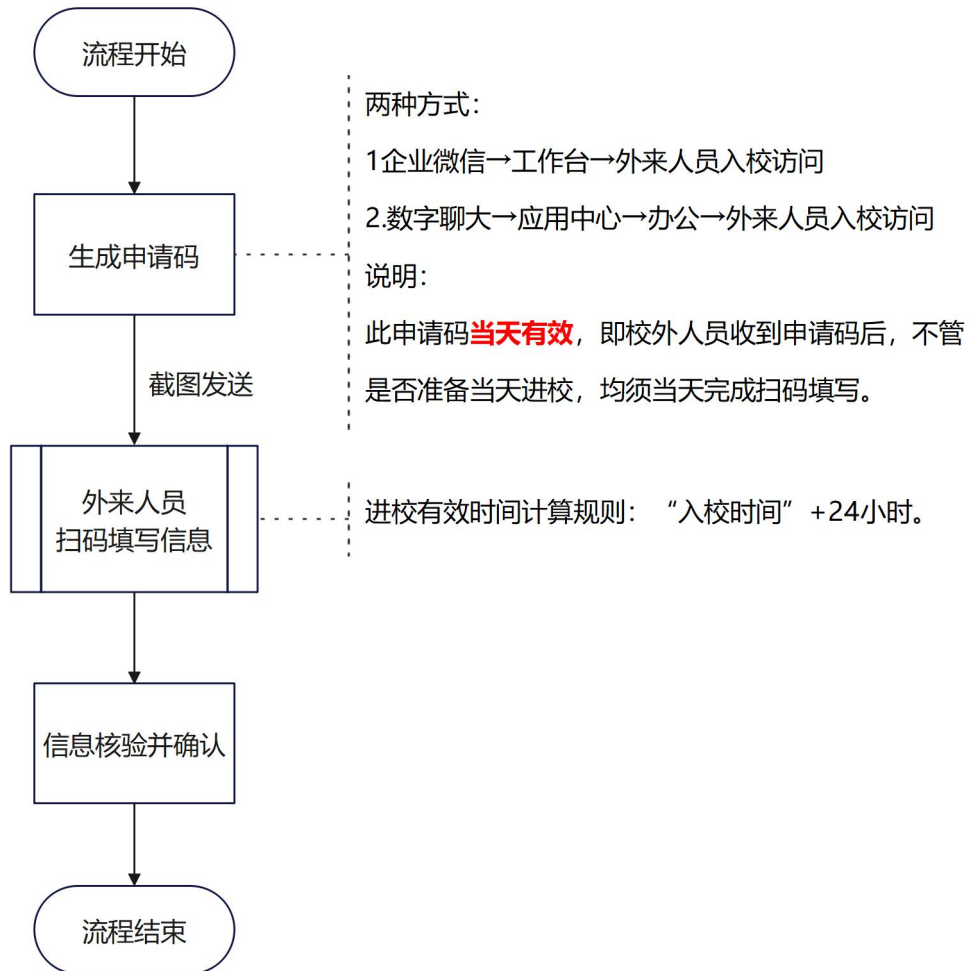 流程开始
两种方式：
1企业微信→工作台→外来人员入校访问
2.数字聊大→应用中心→办公→外来人员入校访问
生成申请码
说明：
此申请码当天有效，即校外人员收到申请码后，不管
是否准备当天进校，均须当天完成扫码填写。
截图发送
外来人员
扫码填写信息
进校有效时间计算规则：“入校时间”+24小时。
信息核验并确认
流程结束